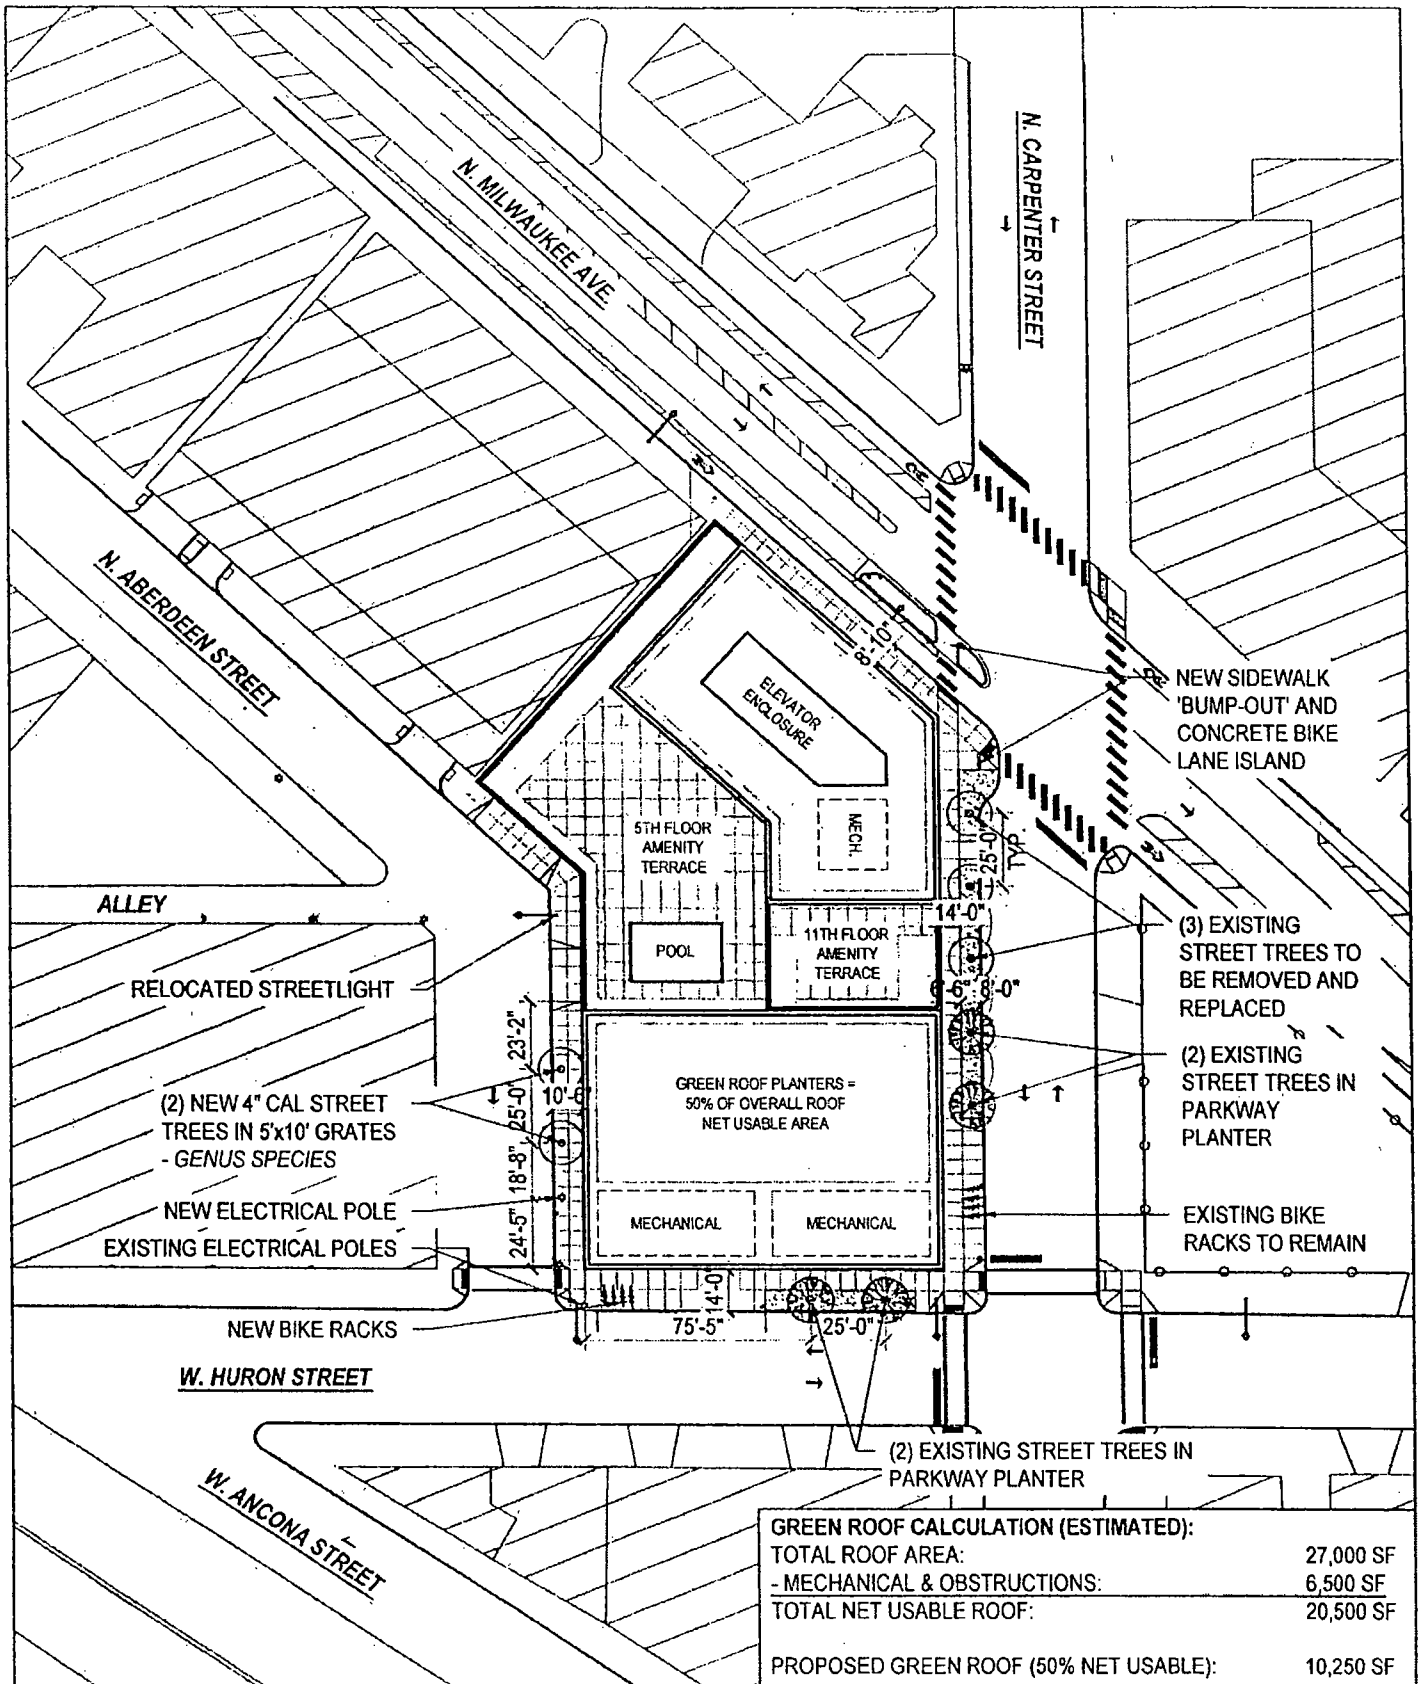 N. CARPENTER STREET
N. MILWAUKEE AVE
N. ABERDEEN STREET
8'-0"
ELEVATOR
ENCLOSURE
NEW SIDEWALK
'BUMP-OUT' AND
CONCRETE BIKE
LANE ISLAND
MECH.
5TH FLOOR
AMENITY
TERRACE
25'-0"
TYP.
ALLEY
14'-0"
11TH FLOOR
AMENITY
TERRACE
POOL
(3) EXISTING
STREET TREES TO
BE REMOVED AND
REPLACED
RELOCATED STREETLIGHT
6'-6" 8'-0"
23'-2"
(2) EXISTING
STREET TREES IN
PARKWAY
PLANTER
GREEN ROOF PLANTERS =
50% OF OVERALL ROOF
NET USABLE AREA
10'-6"
25'-0"
(2) NEW 4" CAL STREET
TREES IN 5'x10' GRATES
- GENUS SPECIES
18'-8"
NEW ELECTRICAL POLE
MECHANICAL
MECHANICAL
EXISTING BIKE
RACKS TO REMAIN
24'-5"
EXISTING ELECTRICAL POLES
14'-0"
NEW BIKE RACKS
75'-5"
25'-0"
W. HURON STREET
(2) EXISTING STREET TREES IN
PARKWAY PLANTER
W. ANCONA STREET
GREEN ROOF CALCULATION (ESTIMATED):
TOTAL ROOF AREA: 27,000 SF
- MECHANICAL & OBSTRUCTIONS: 6,500 SF
TOTAL NET USABLE ROOF: 20,500 SF
PROPOSED GREEN ROOF (50% NET USABLE): 10,250 SF